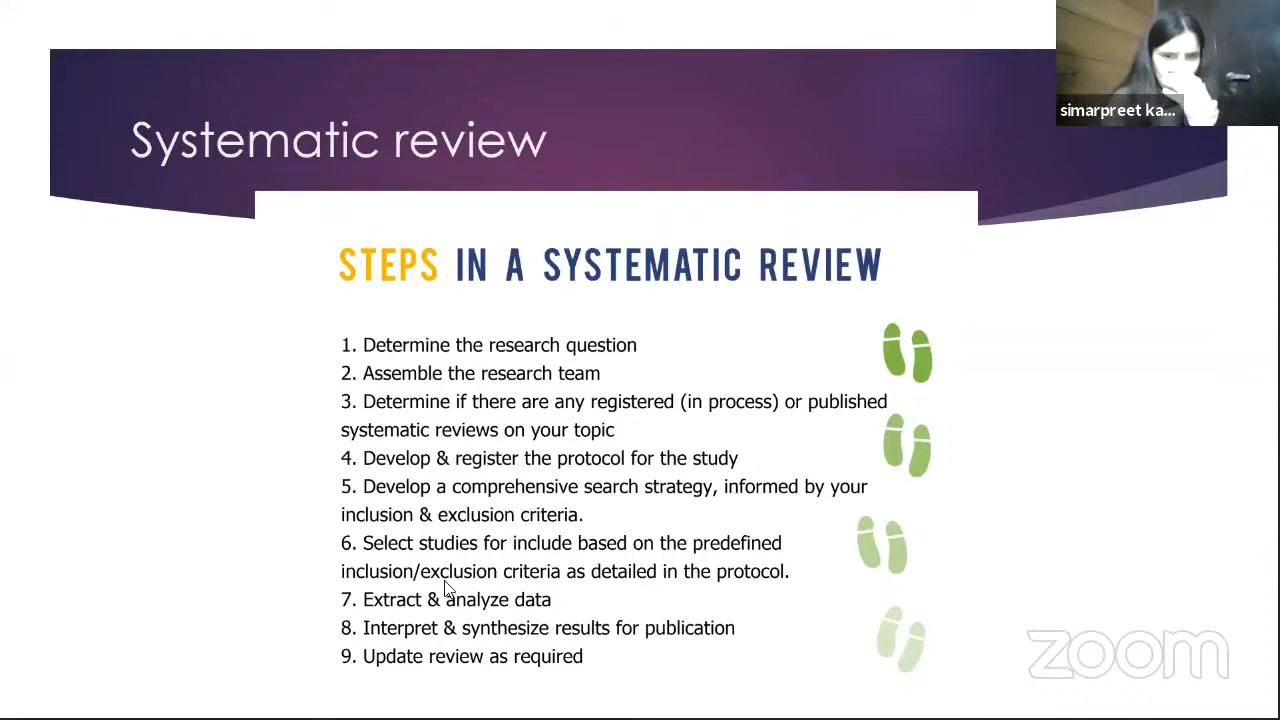 simarpreet ka...
Systematic review
STEPS IN A SYSTEMATIC REVIEW
1. Determine the research question
2. Assemble the research team
3. Determine if there are any registered (in process) or published
systematic reviews on your topic
4. Develop & register the protocol for the study
5. Develop a comprehensive search strategy, informed by your
inclusion & exclusion criteria.
6. Select studies for include based on the predefined
inclusion/exclusion criteria as detailed in the protocol.
7. Extract & analyze data
8. Interpret & synthesize results for publication
9. Update review as required
zoom